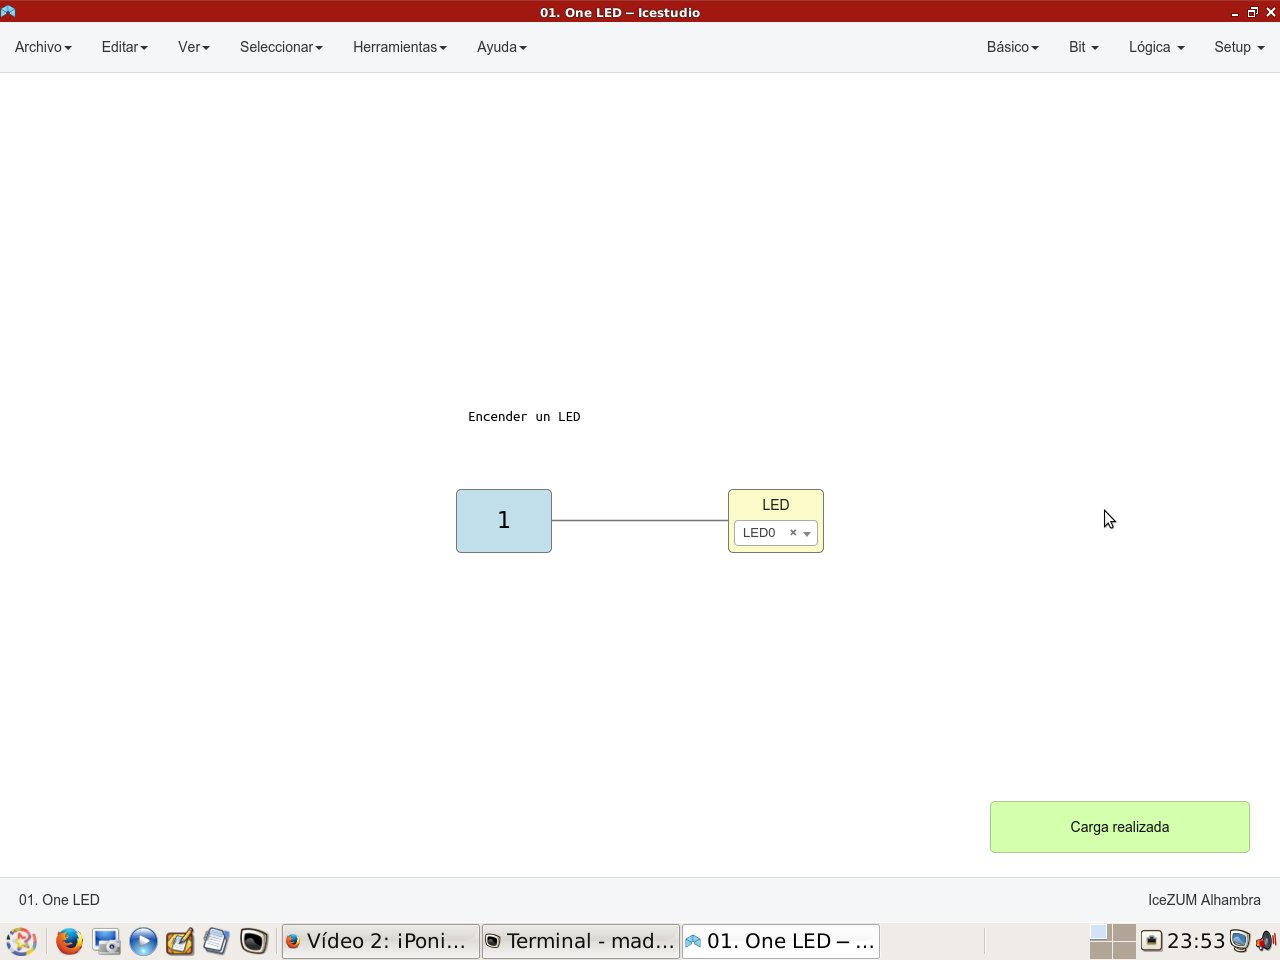 01. One LED – Icestudio
Archivo Editar Ver Seleccionar Herramientas Ayuda Básico Bit Lógica Setup
Encender un LED
1
LED
LED0
Carga realizada
01. One LED IceZUM Alhambra
Vídeo 2: ¡Poni... Terminal - mad... 01. One LED – ... 23:53